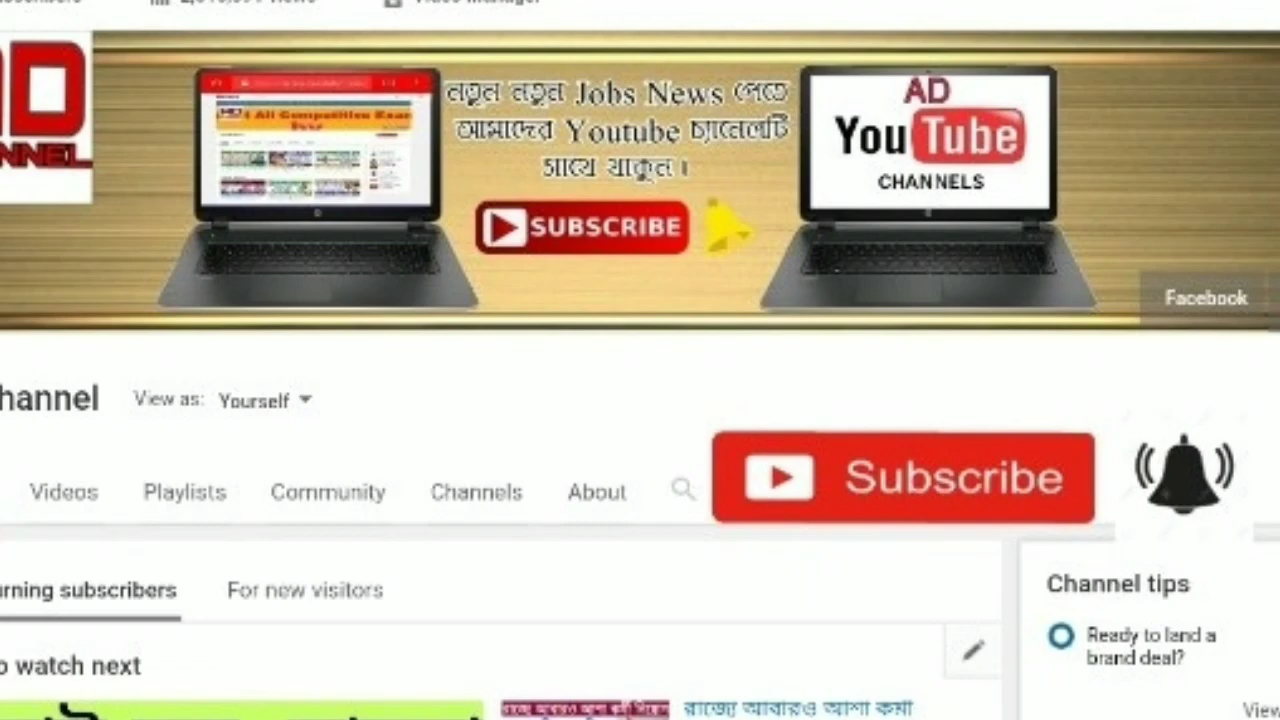 নতুন নতুন Jobs News পেতে
আমাদের Youtube চ্যানেলটি
সাথে থাকুন।
SUBSCRIBE
AD
YouTube
CHANNELS
Facebook
View as: Yourself
Videos Playlists Community Channels About
Subscribe
subscribers
For new visitors
Channel tips
Ready to land a
brand deal?
watch next
রাজ্যে আবারও আশা কর্মী